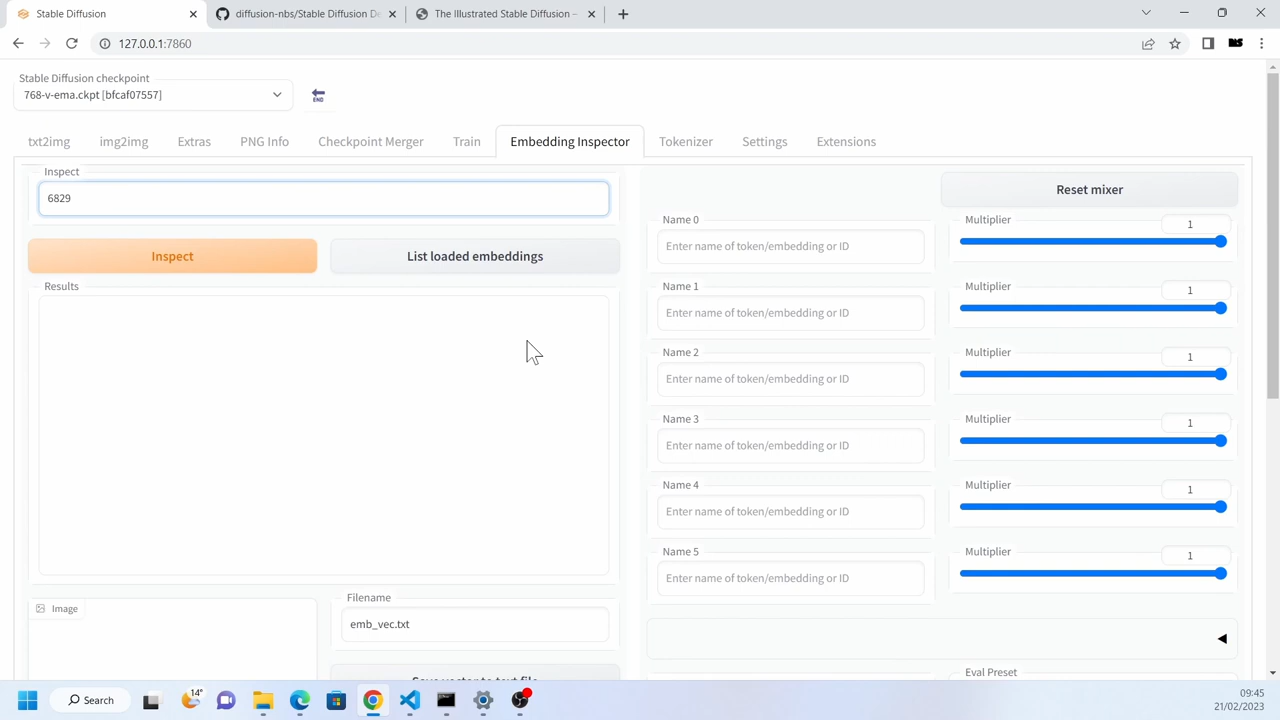 Stable Diffusion
diffusion-nbs/Stable Diffusion De
The Illustrated Stable Diffusion –
127.0.0.1:7860
Stable Diffusion checkpoint
768-v-ema.ckpt [bfcaf07557]
END
txt2img
img2img
Extras
PNG Info
Checkpoint Merger
Train
Embedding Inspector
Tokenizer
Settings
Extensions
Inspect
6829
Inspect
List loaded embeddings
Results
Image
Filename
emb_vec.txt
Save vector to text file
Reset mixer
Name 0
Enter name of token/embedding or ID
Multiplier
1
Name 1
Enter name of token/embedding or ID
Multiplier
1
Name 2
Enter name of token/embedding or ID
Multiplier
1
Name 3
Enter name of token/embedding or ID
Multiplier
1
Name 4
Enter name of token/embedding or ID
Multiplier
1
Name 5
Enter name of token/embedding or ID
Multiplier
1
Eval Preset
Search
14°
09:45
21/02/2023